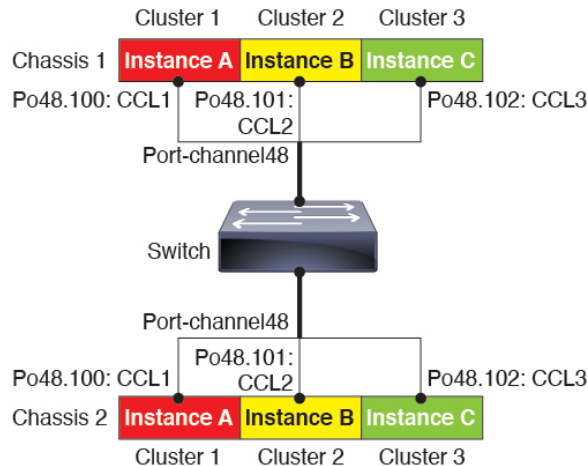 Cluster 1 Cluster 2 Cluster 3
Chassis 1 Instance A Instance B Instance C
Po48.100: CCL1 Po48.101: Po48.102: CCL3
CCL2
Port-channel48
Switch
Port-channel48
Po48.101:
Po48.100: CCL1 CCL2 Po48.102: CCL3
Chassis 2 Instance A Instance B Instance C
Cluster 1 Cluster 2 Cluster 3